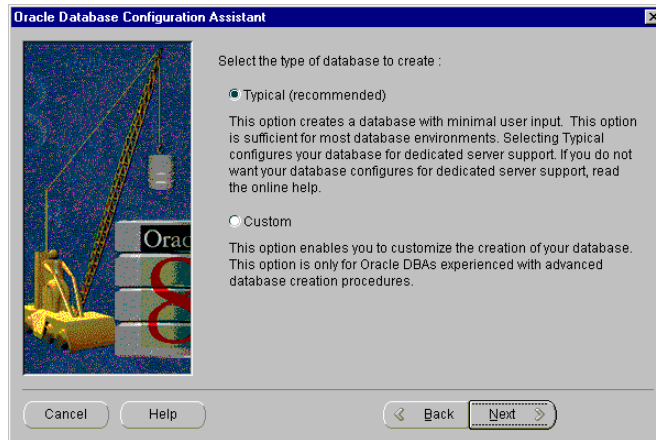 Oracle Database Configuration Assistant
Select the type of database to create :
Typical (recommended)
This option creates a database with minimal user input. This option
is sufficient for most database environments. Selecting Typical
configures your database for dedicated server support. If you do not
want your database configures for dedicated server support, read
the online help.
Custom
This option enables you to customize the creation of your database.
This option is only for Oracle DBAs experienced with advanced
database creation procedures.
Orac
8
Cancel
Help
Back
Next